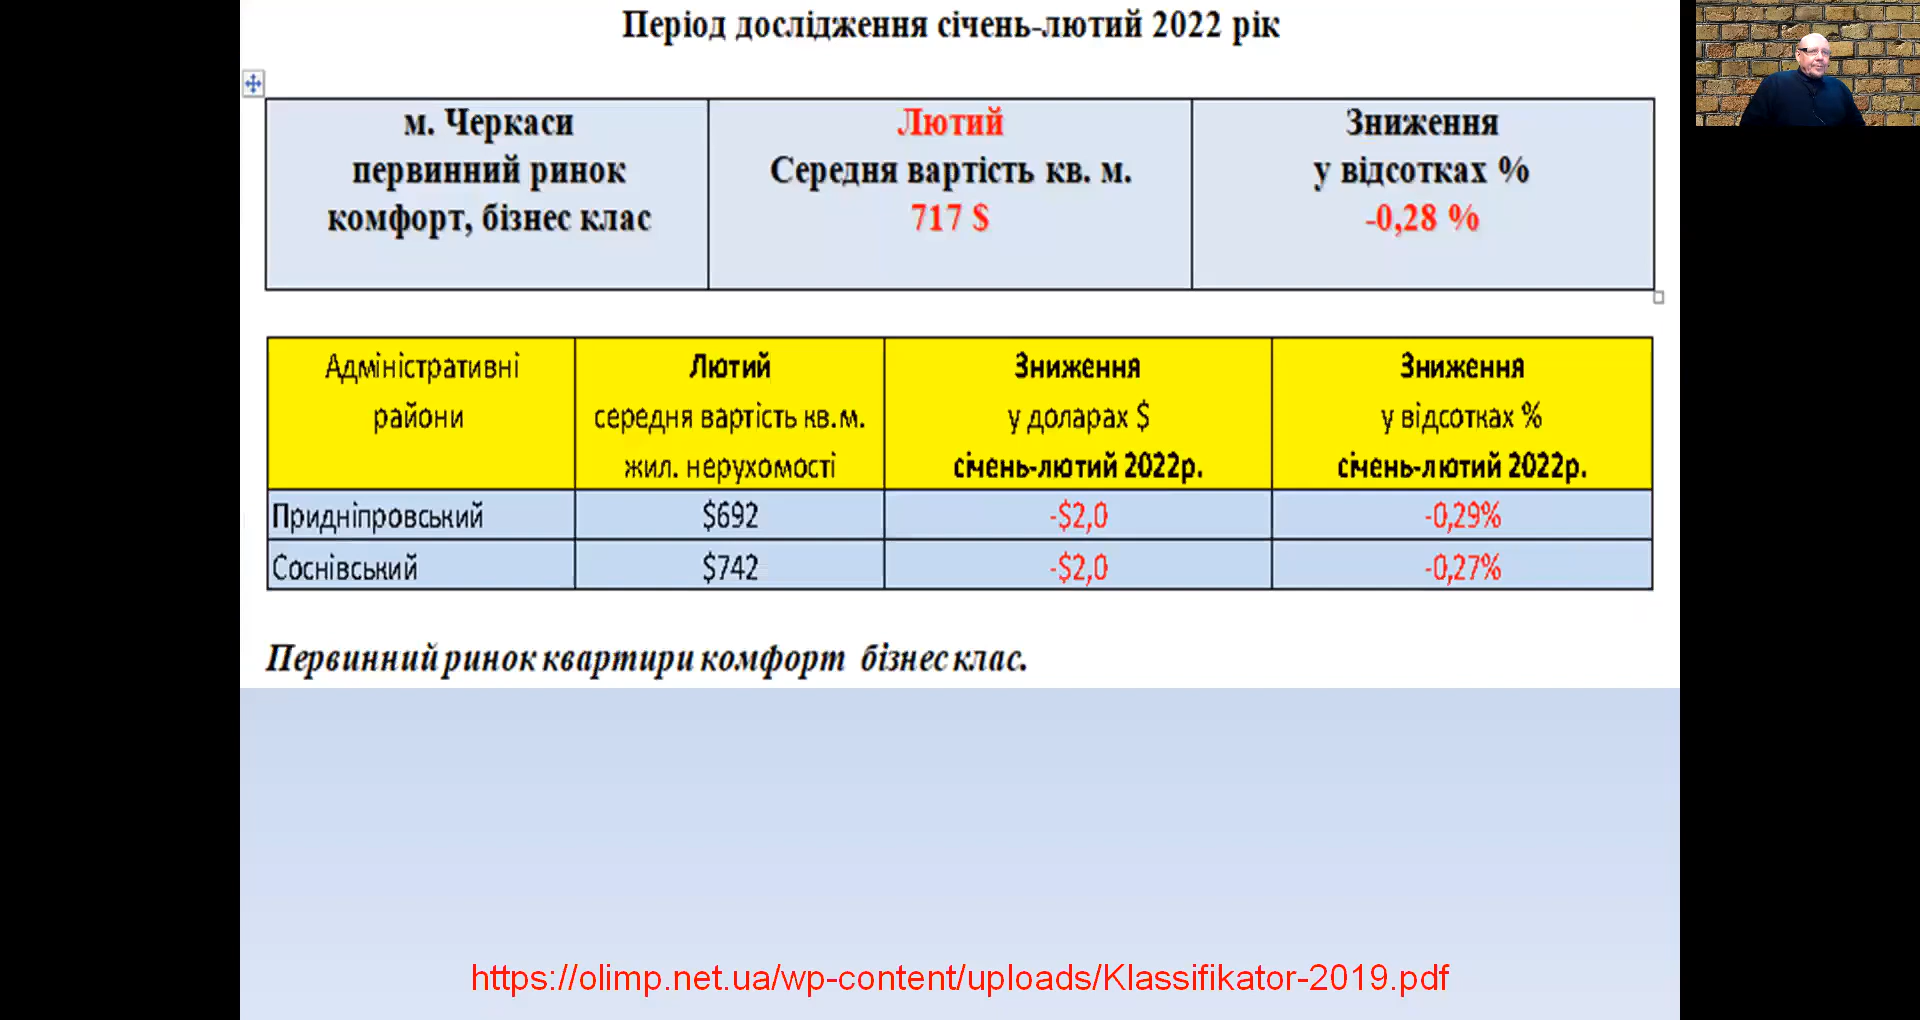 Період дослідження січень-лютий 2022 рік
м. Черкаси
первинний ринок
комфорт, бізнес клас
Лютий
Середня вартість кв. м.
717 $
Зниження
у відсотках %
-0,28 %
Адміністративні
райони
Лютий
середня вартість кв.м.
жил. нерухомості
Зниження
у доларах $
січень-лютий 2022р.
Зниження
у відсотках %
січень-лютий 2022р.
Придніпровський
$692
-$2,0
-0,29%
Соснівський
$742
-$2,0
-0,27%
Первинний ринок квартири комфорт бізнес клас.
https://olimp.net.ua/wp-content/uploads/Klassifikator-2019.pdf